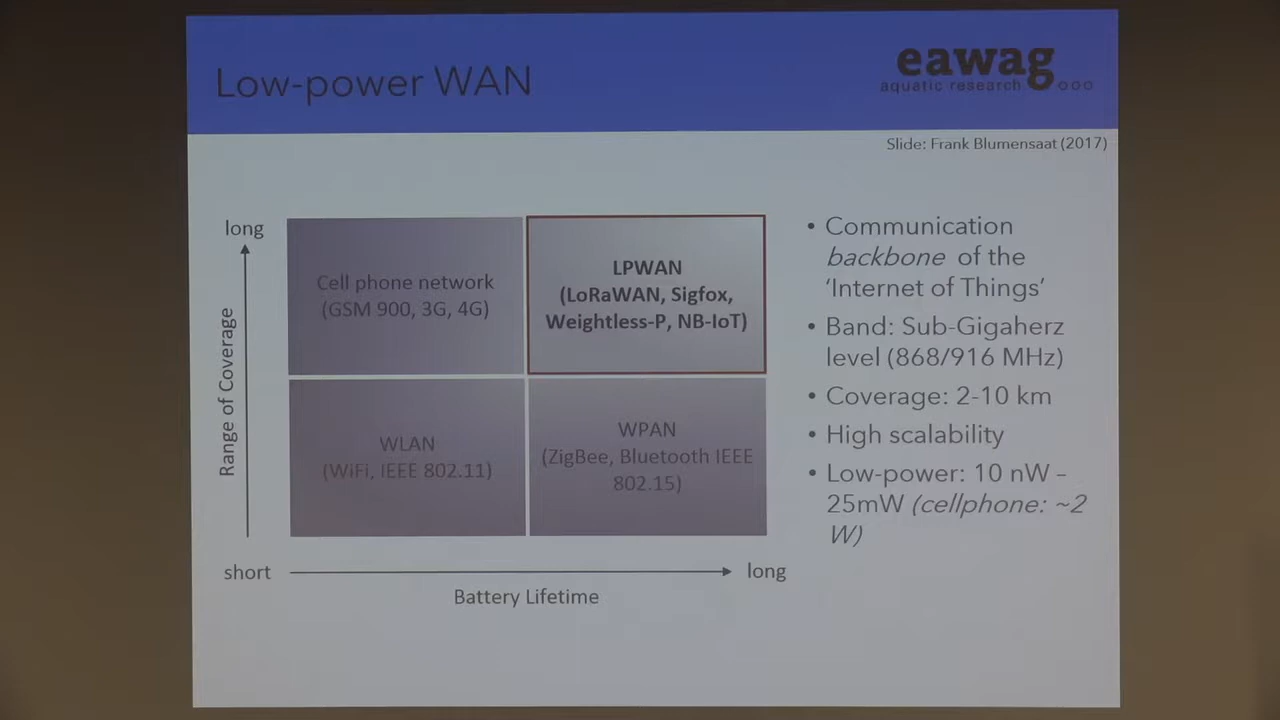 Low-power WAN
eawag
aquatic research
Slide: Frank Blumensaat (2017)
long
Range of Coverage
Cell phone network
(GSM 900, 3G, 4G)
LPWAN
(LoRaWAN, Sigfox,
Weightless-P, NB-IoT)
WLAN
(WiFi, IEEE 802.11)
WPAN
(ZigBee, Bluetooth IEEE
802.15)
short
long
Battery Lifetime
• Communication
backbone of the
'Internet of Things'
• Band: Sub-Gigaherz
level (868/916 MHz)
• Coverage: 2-10 km
• High scalability
• Low-power: 10 nW –
25mW (cellphone: ~2
W)